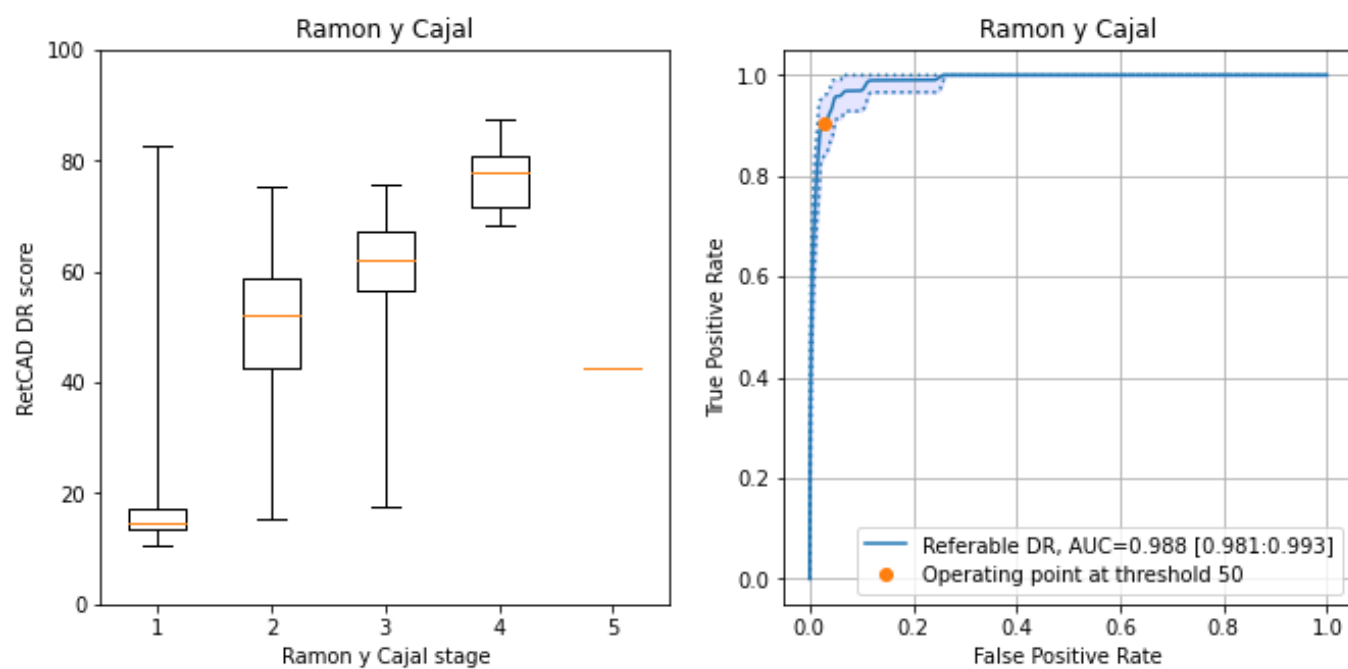 Ramon y Cajal
100
80
60
40
20
0
RetCAD DR score
1 2 3 4 5
Ramon y Cajal stage
Ramon y Cajal
1.0
0.8
0.6
0.4
0.2
0.0
True Positive Rate
Referable DR, AUC=0.988 [0.981:0.993]
Operating point at threshold 50
0.0 0.2 0.4 0.6 0.8 1.0
False Positive Rate